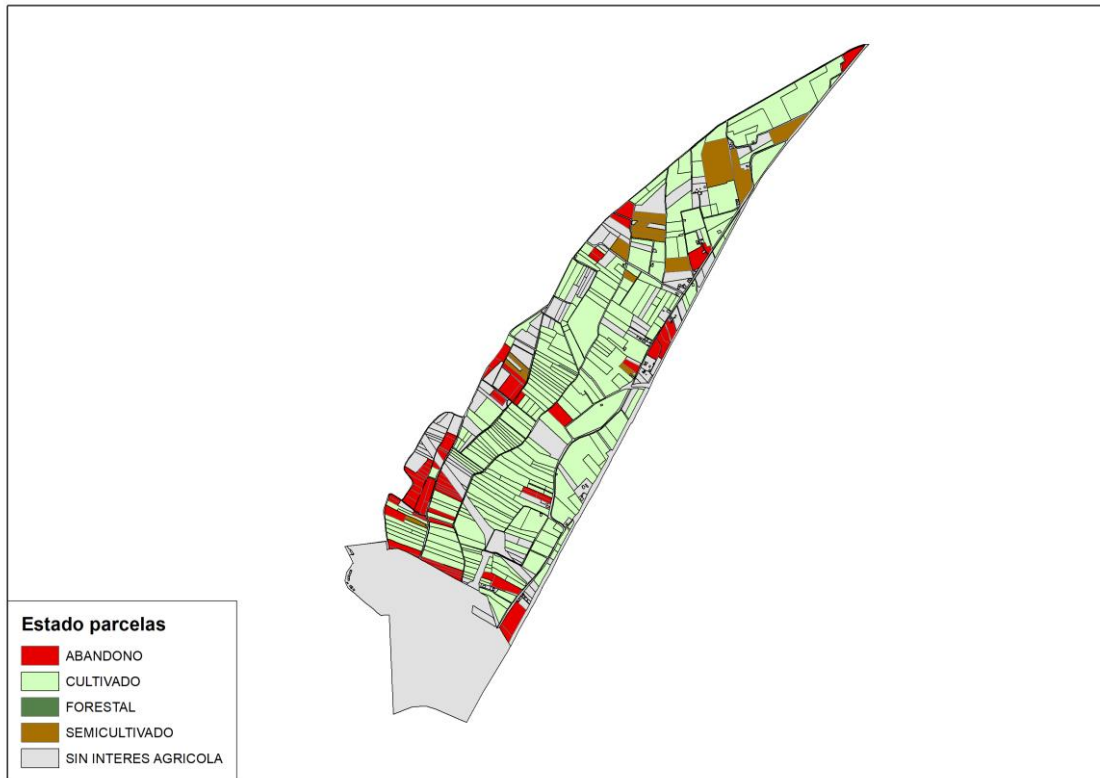 Estado parcelas
ABANDONO
CULTIVADO
FORESTAL
SEMICULTIVADO
SIN INTERES AGRICOLA